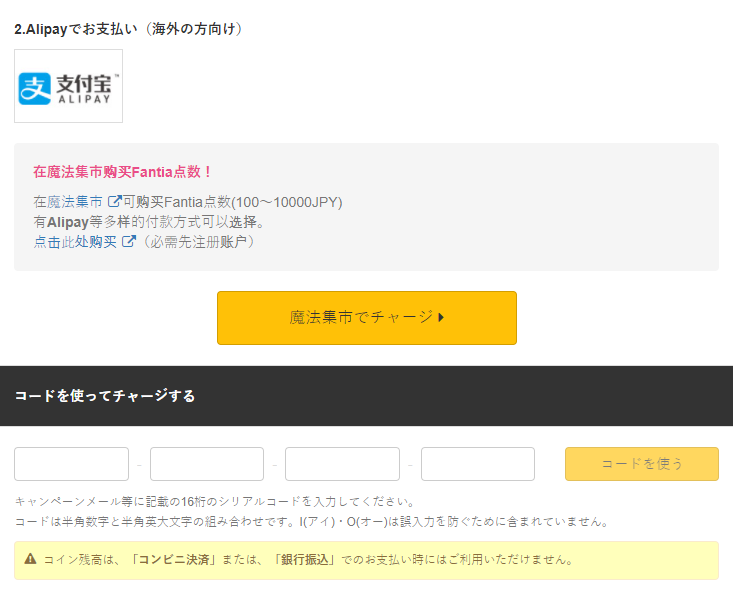 2.Alipayでお支払い（海外の方向け）
支付宝™
ALIPAY
在魔法集市购买Fantia点数！
在魔法集市 可购买Fantia点数(100～10000JPY)
有Alipay等多样的付款方式可以选择。
点击此处购买 （必需先注册账户）
魔法集市でチャージ
コードを使ってチャージする
- - - コードを使う
キャンペーンメール等に記載の16桁のシリアルコードを入力してください。
コードは半角数字と半角英大文字の組み合わせです。I(アイ)・O(オー)は誤入力を防ぐために含まれていません。
コイン残高は、「コンビニ決済」または、「銀行振込」でのお支払い時にはご利用いただけません。